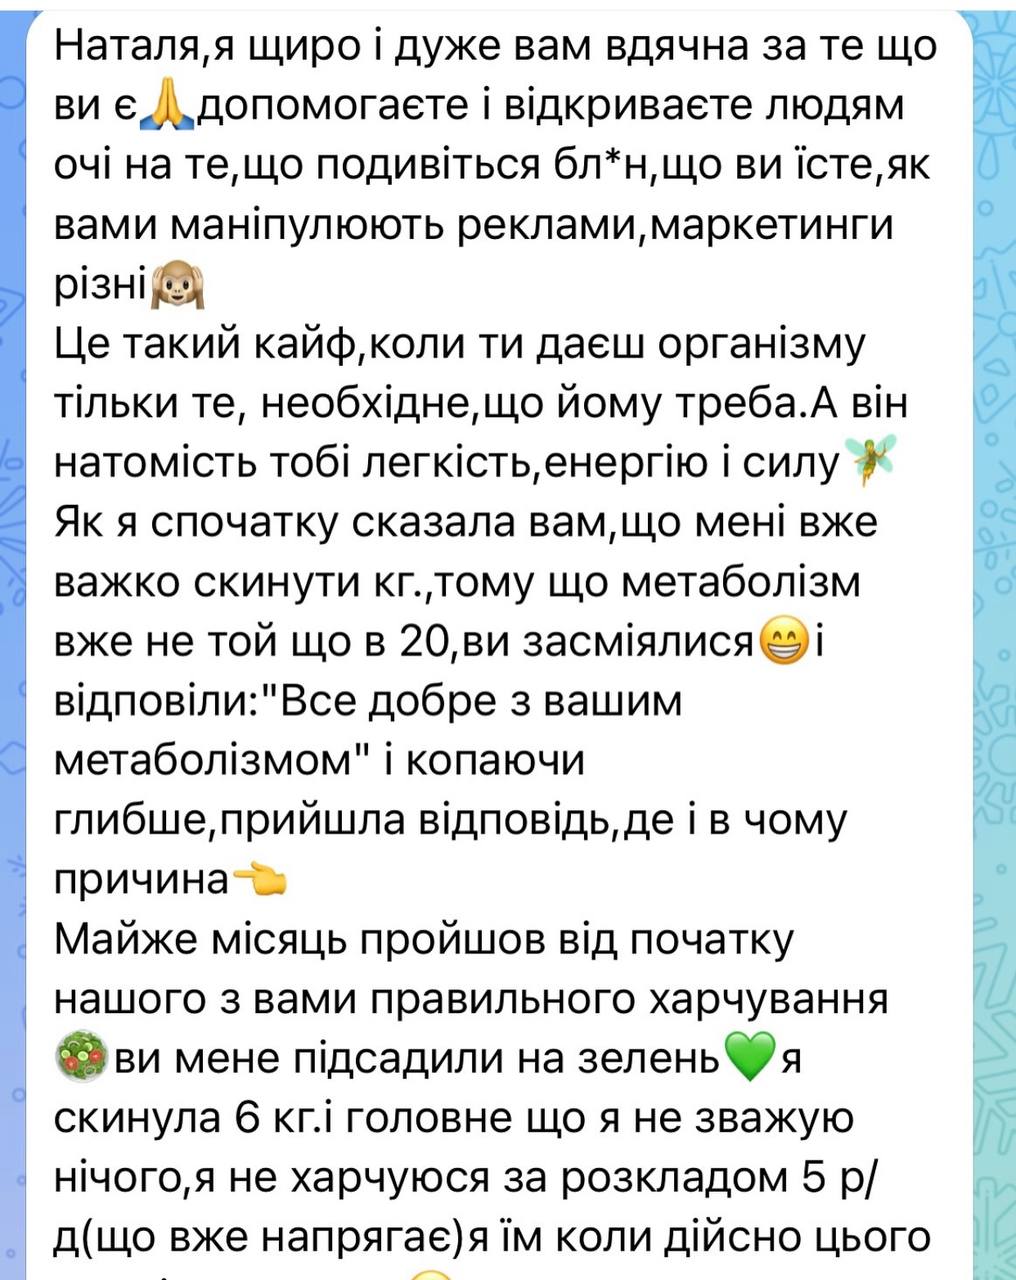 Наталя,я щиро і дуже вам вдячна за те що
ви є🙏допомогаєте і відкриваєте людям
очі на те,що подивіться бл*н,що ви їсте,як
вами маніпулюють реклами,маркетинги
різні🙉
Це такий кайф,коли ти даєш організму
тільки те, необхідне,що йому треба.А він
натомість тобі легкість,енергію і силу🧚
Як я спочатку сказала вам,що мені вже
важко скинути кг.,тому що метаболізм
вже не той що в 20,ви засміялися😁і
відповіли:"Все добре з вашим
метаболізмом" і копаючи
глибше,прийшла відповідь,де і в чому
причина👈
Майже місяць пройшов від початку
нашого з вами правильного харчування
🥗ви мене підсадили на зелень💚я
скинула 6 кг.і головне що я не зважую
нічого,я не харчуюся за розкладом 5 р/
д(що вже напрягає)я їм коли дійсно цього